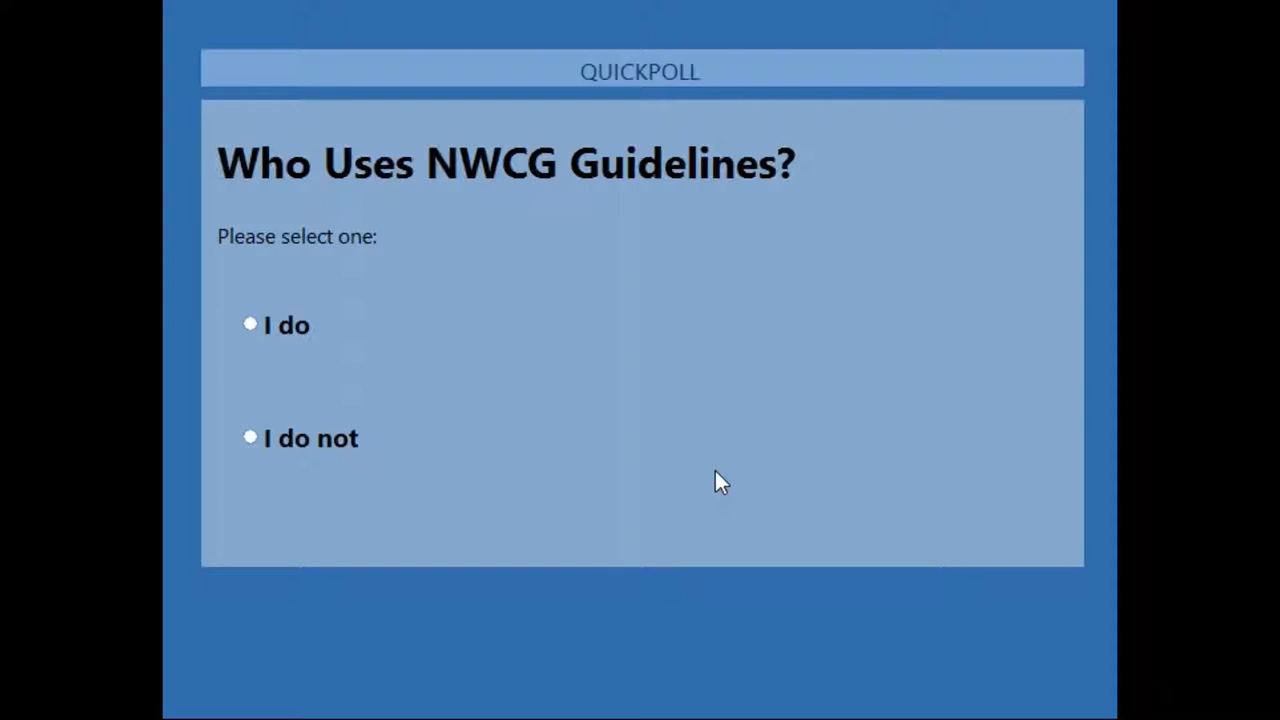 QUICKPOLL
Who Uses NWCG Guidelines?
Please select one:
I do
I do not